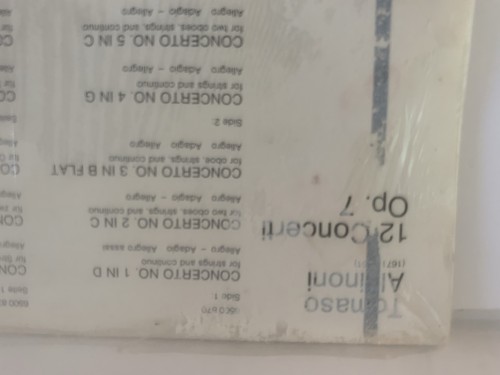 Tomaso
Albinoni
12 Concerti
Op. 7
Side 1:
CONCERTO NO. 1 IN D
for strings and continuo
Allegro – Adagio – Allegro assai
CONCERTO NO. 2 IN C
for two oboes, strings, and continuo
Allegro – Adagio – Allegro
CONCERTO NO. 3 IN B FLAT
for oboe, strings and continuo
Allegro Adagio Allegro
Side 2:
CONCERTO NO. 4 IN G
for strings and continuo
Allegro Adagio – Allegro
CONCERTO NO. 5 IN C
for two oboes, strings, and continuo
Allegro – Adagio – Allegro